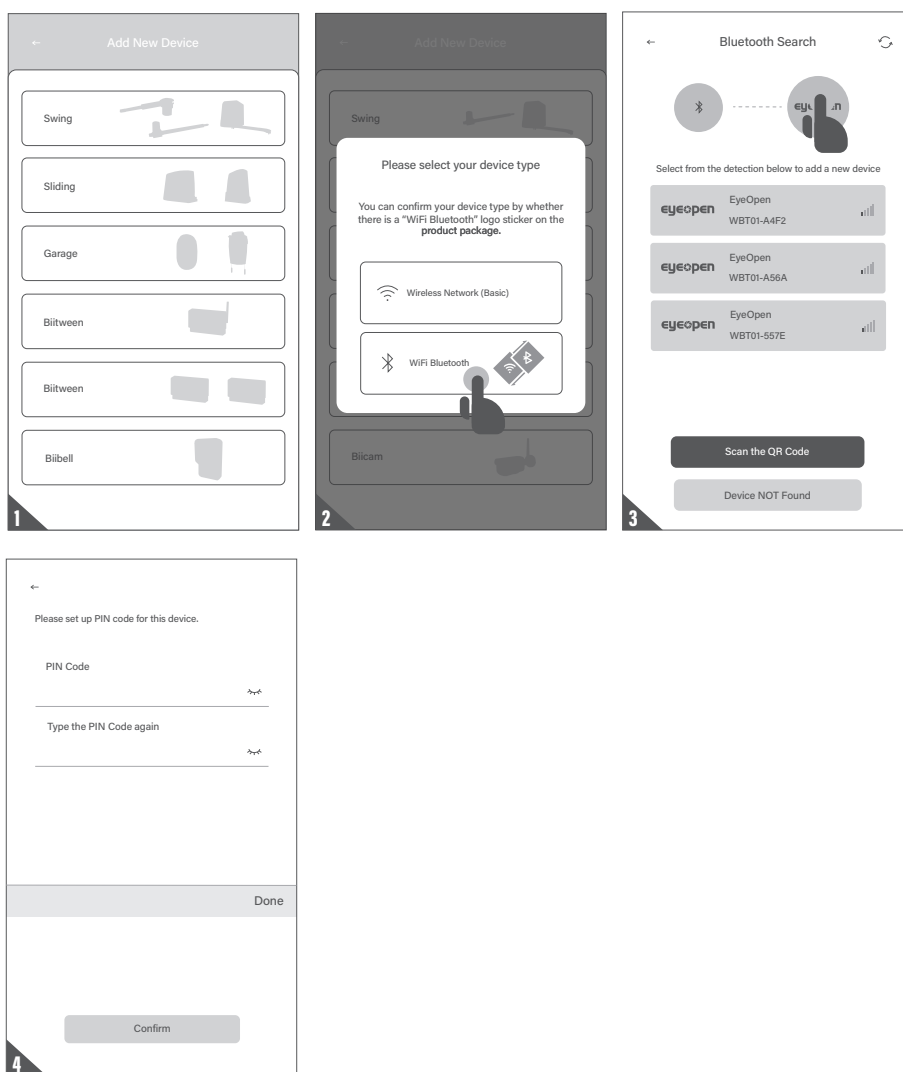 ← Add New Device
Swing
Sliding
Garage
Biitween
Biitween
Biibell
1
← Add New Device
Swing
Please select your device type
You can confirm your device type by whether
there is a “WiFi Bluetooth” logo sticker on the
product package.
Wireless Network (Basic)
WiFi Bluetooth
Biicam
2
← Bluetooth Search
Select from the detection below to add a new device
eyeopen
EyeOpen
WBT01-A4F2
eyeopen
EyeOpen
WBT01-A56A
eyeopen
EyeOpen
WBT01-557E
Scan the QR Code
Device NOT Found
3
←
Please set up PIN code for this device.
PIN Code
Type the PIN Code again
Done
Confirm
4